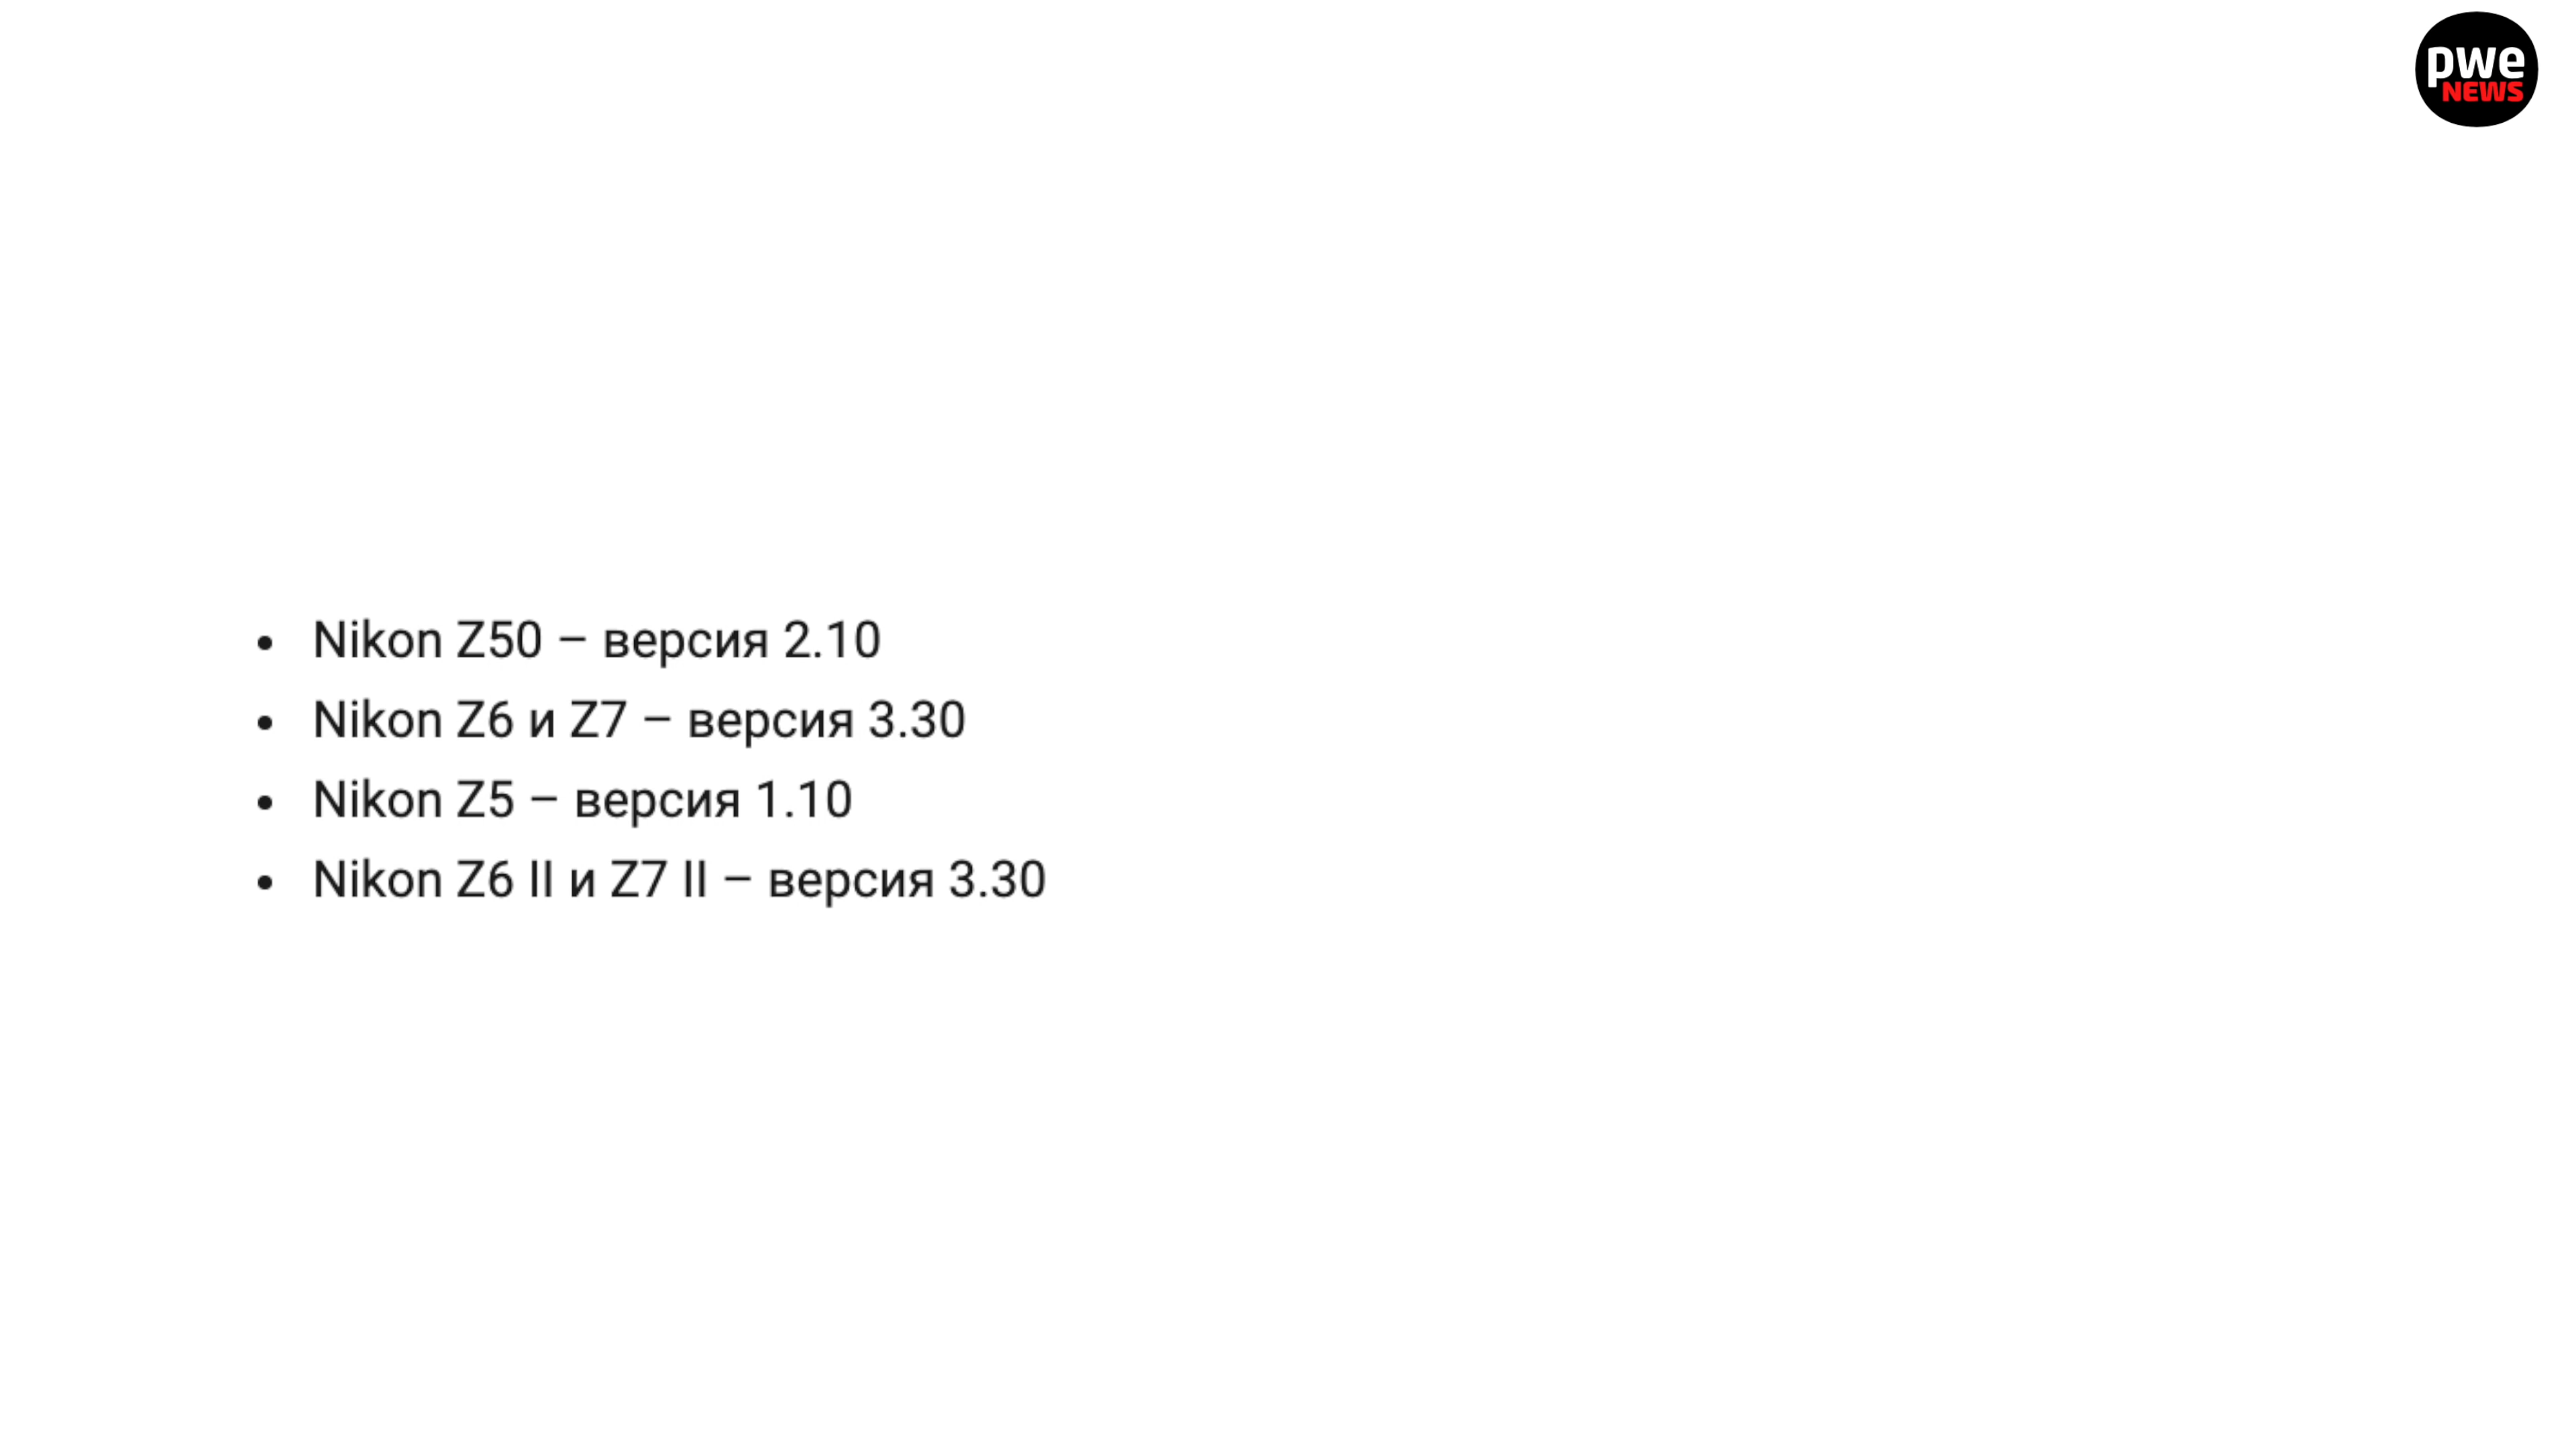 pwe
NEWS
• Nikon Z50 – версия 2.10
• Nikon Z6 и Z7 – версия 3.30
• Nikon Z5 – версия 1.10
• Nikon Z6 II и Z7 II – версия 3.30